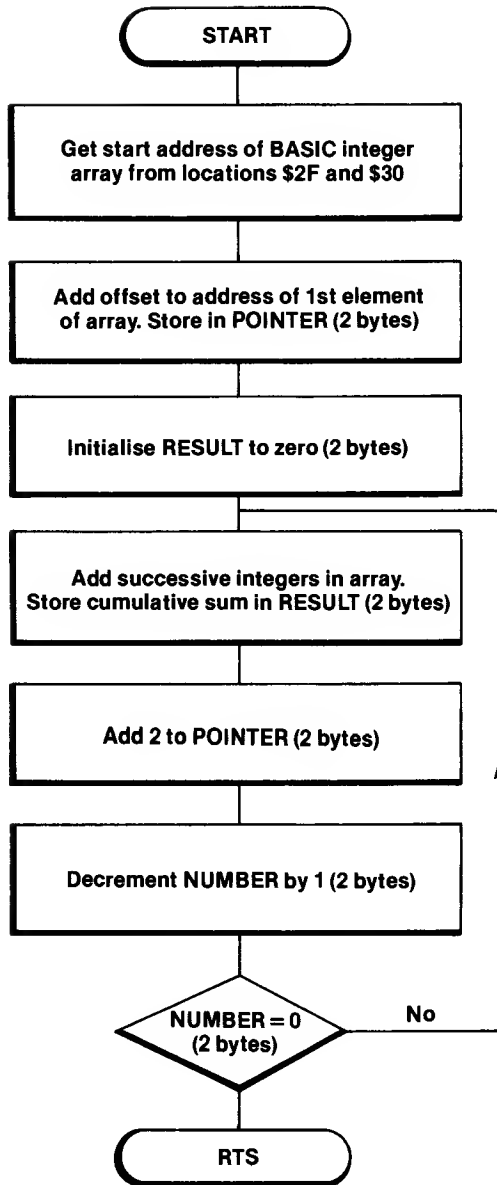 START
Get start address of BASIC integer
array from locations $2F and $30
Add offset to address of 1st element
of array. Store in POINTER (2 bytes)
Initialise RESULT to zero (2 bytes)
Add successive integers in array.
Store cumulative sum in RESULT (2 bytes)
Add 2 to POINTER (2 bytes)
Decrement NUMBER by 1 (2 bytes)
NUMBER = 0
(2 bytes)
No
RTS